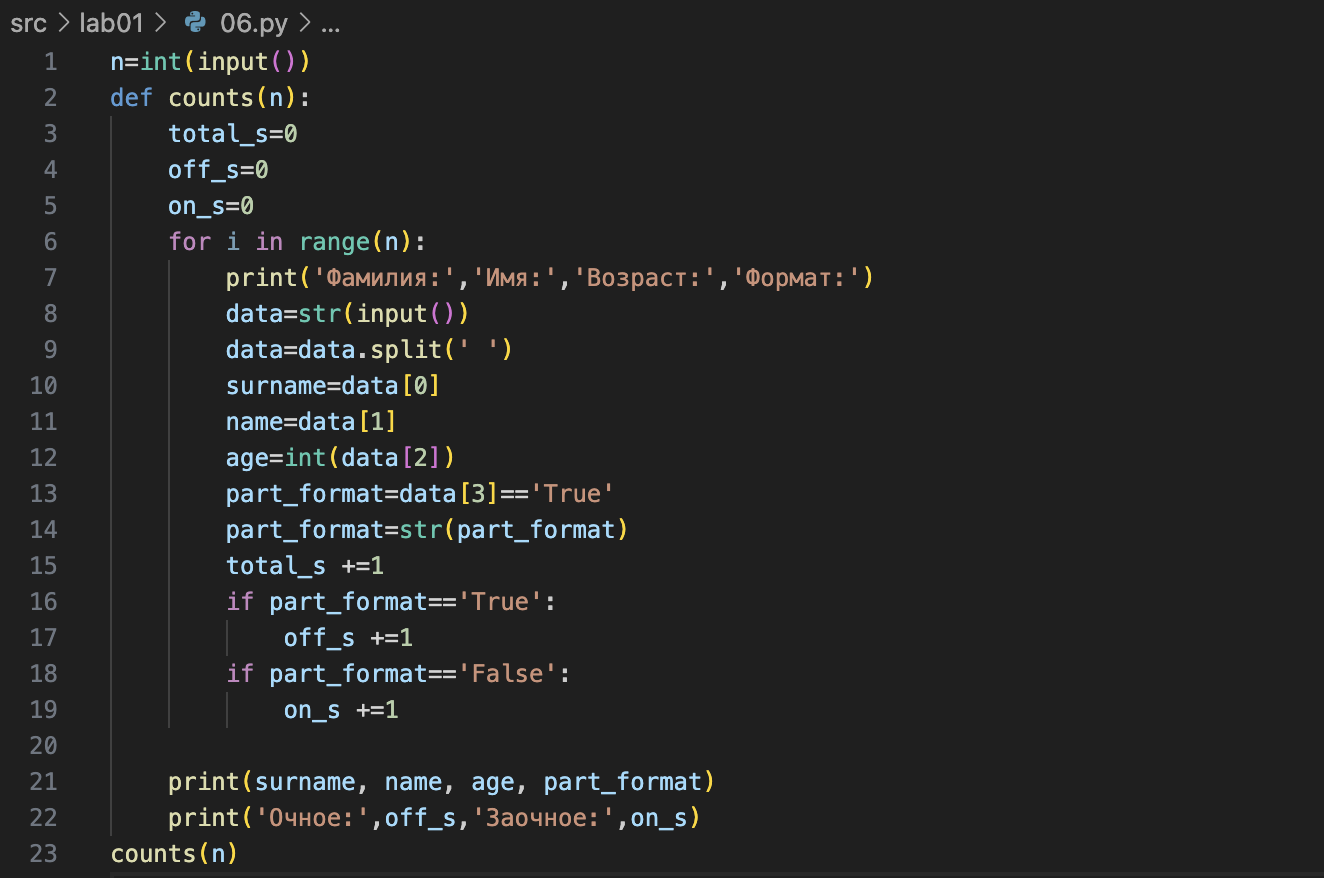 src > lab01 > 06.py > ...
1 n=int(input())
2 def counts(n):
3     total_s=0
4     off_s=0
5     on_s=0
6     for i in range(n):
7         print('Фамилия:','Имя:','Возраст:','Формат:')
8         data=str(input())
9         data=data.split(' ')
10         surname=data[0]
11         name=data[1]
12         age=int(data[2])
13         part_format=data[3]=='True'
14         part_format=str(part_format)
15         total_s +=1
16         if part_format=='True':
17             off_s +=1
18         if part_format=='False':
19             on_s +=1
20
21     print(surname, name, age, part_format)
22     print('Очное:',off_s,'Заочное:',on_s)
23 counts(n)